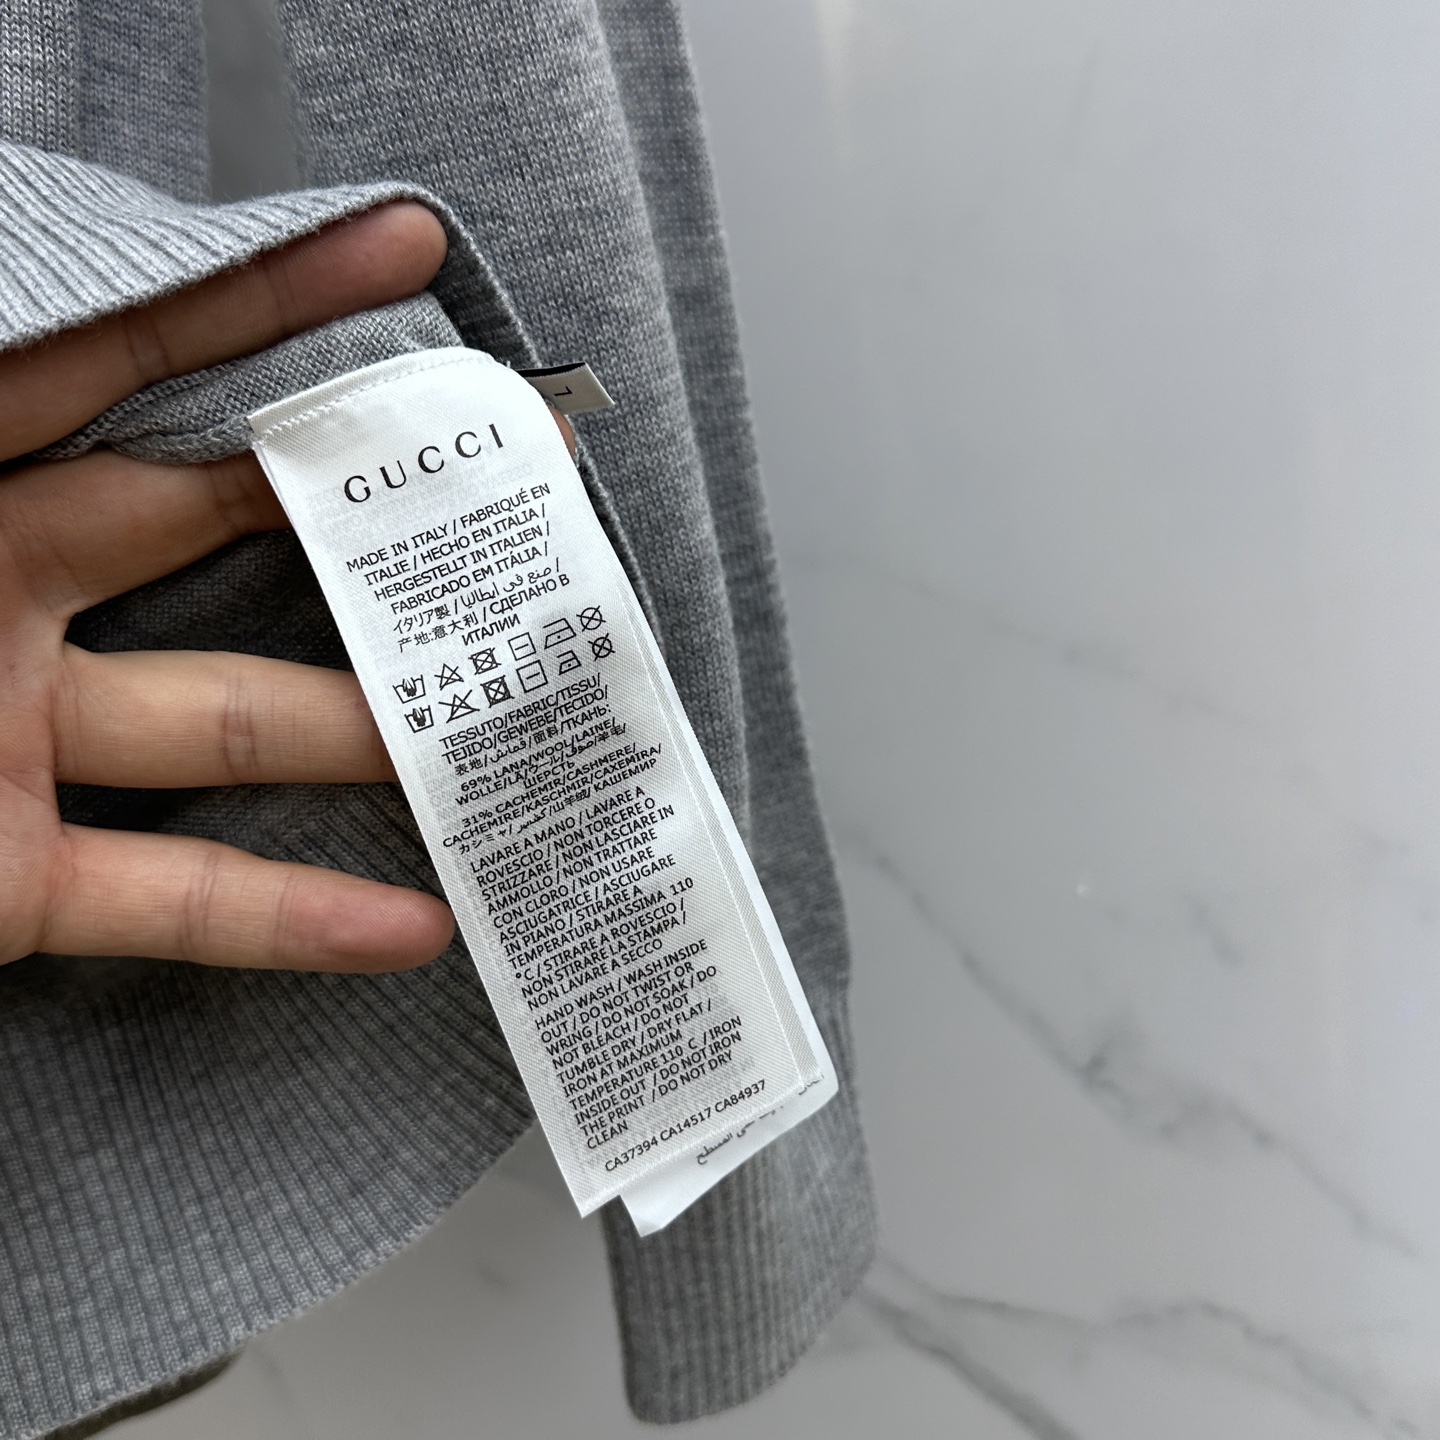 GUCCI
MADE IN ITALY / FABRIQUÉ EN
ITALIE / HECHO EN ITALIA /
HERGESTELLT IN ITALIEN /
FABRICADO EM ITÁLIA /
イタリア製 / صنع في ايطاليا /
产地:意大利 / СДЕЛАНО В
ИТАЛИИ
TESSUTO/FABRIC/TISSU/
TEJIDO/GEWEBE/TECIDO/
表地/قماش/面料/ТКАНЬ:
69% LANA/WOOL/LAINE/
WOLLE/LÃ/ウール/صوف/羊毛/
ШЕРСТЬ
31% CACHEMIR/CASHMERE/
CACHEMIRE/KASCHMIR/CAXEMIRA/
カシミヤ/كشمير/山羊绒/ КАШЕМИР
LAVARE A MANO / LAVARE A
ROVESCIO / NON TORCERE O
STRIZZARE / NON LASCIARE IN
AMMOLLO / NON TRATTARE
CON CLORO / NON USARE
ASCIUGATRICE / ASCIUGARE
IN PIANO / STIRARE A
TEMPERATURA MASSIMA 110
°C / STIRARE A ROVESCIO /
NON STIRARE LA STAMPA /
NON LAVARE A SECCO
HAND WASH / WASH INSIDE
OUT / DO NOT TWIST OR
WRING / DO NOT SOAK / DO
NOT BLEACH / DO NOT
TUMBLE DRY / DRY FLAT /
IRON AT MAXIMUM
TEMPERATURE 110 C / IRON
INSIDE OUT / DO NOT IRON
THE PRINT / DO NOT DRY
CLEAN
CA37394 CA14517 CA84937
L